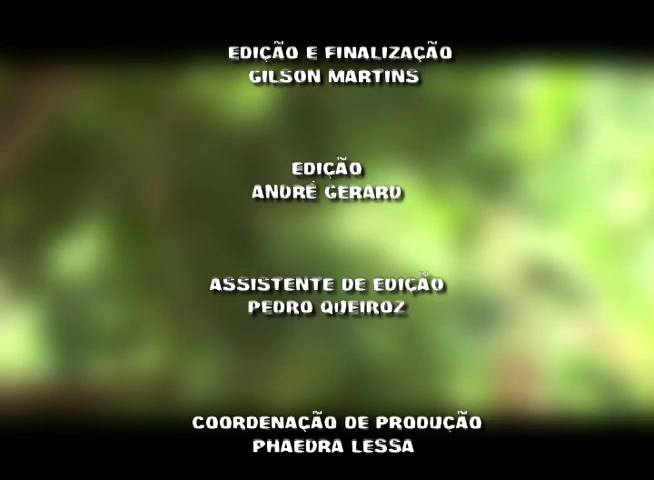 EDIÇÃO E FINALIZAÇÃO
GILSON MARTINS
EDIÇÃO
ANDRÉ GERARD
ASSISTENTE DE EDIÇÃO
PEDRO QUEIROZ
COORDENAÇÃO DE PRODUÇÃO
PHAEDRA LESSA